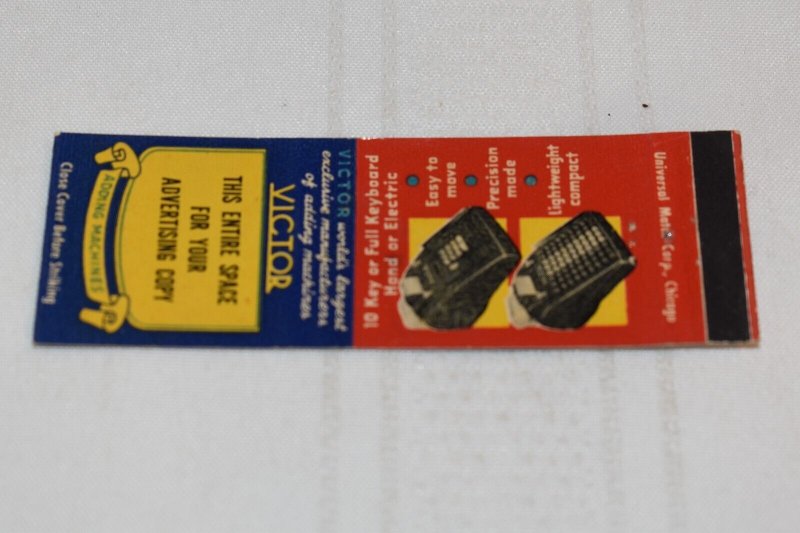 VICTOR world's largest
exclusive manufacturers
of adding machines
VICTOR
THIS ENTIRE SPACE
FOR YOUR
ADVERTISING COPY
ADDING MACHINES
Close Cover Before Striking
10 Key or Full Keyboard
Hand or Electric
Easy to
move
Precision
made
Lightweight
compact
Universal Match Corp., Chicago